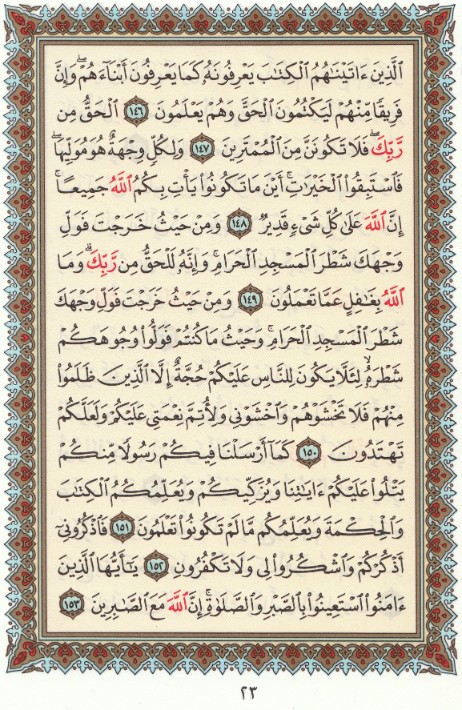 ٱلَّذِينَ ءَاتَيْنَٰهُمُ ٱلْكِتَٰبَ يَعْرِفُونَهُۥ كَمَا يَعْرِفُونَ أَبْنَآءَهُمْ ۖ وَإِنَّ
فَرِيقًا مِّنْهُمْ لَيَكْتُمُونَ ٱلْحَقَّ وَهُمْ يَعْلَمُونَ ١٤٦ ٱلْحَقُّ مِن
رَّبِّكَ ۖ فَلَا تَكُونَنَّ مِنَ ٱلْمُمْتَرِينَ ١٤٧ وَلِكُلٍّ وِجْهَةٌ هُوَ مُوَلِّيهَا ۖ
فَٱسْتَبِقُوا۟ ٱلْخَيْرَٰتِ ۚ أَيْنَ مَا تَكُونُوا۟ يَأْتِ بِكُمُ ٱللَّهُ جَمِيعًا ۚ
إِنَّ ٱللَّهَ عَلَىٰ كُلِّ شَىْءٍ قَدِيرٌ ١٤٨ وَمِنْ حَيْثُ خَرَجْتَ فَوَلِّ
وَجْهَكَ شَطْرَ ٱلْمَسْجِدِ ٱلْحَرَامِ ۖ وَإِنَّهُۥ لَلْحَقُّ مِن رَّبِّكَ ۗ وَمَا
ٱللَّهُ بِغَٰفِلٍ عَمَّا تَعْمَلُونَ ١٤٩ وَمِنْ حَيْثُ خَرَجْتَ فَوَلِّ وَجْهَكَ
شَطْرَ ٱلْمَسْجِدِ ٱلْحَرَامِ ۚ وَحَيْثُ مَا كُنتُمْ فَوَلُّوا۟ وُجُوهَكُمْ
شَطْرَهُۥ لِئَلَّا يَكُونَ لِلنَّاسِ عَلَيْكُمْ حُجَّةٌ إِلَّا ٱلَّذِينَ ظَلَمُوا۟
مِنْهُمْ فَلَا تَخْشَوْهُمْ وَٱخْشَوْنِى وَلِأُتِمَّ نِعْمَتِى عَلَيْكُمْ وَلَعَلَّكُمْ
تَهْتَدُونَ ١٥٠ كَمَآ أَرْسَلْنَا فِيكُمْ رَسُولًا مِّنكُمْ
يَتْلُوا۟ عَلَيْكُمْ ءَايَٰتِنَا وَيُزَكِّيكُمْ وَيُعَلِّمُكُمُ ٱلْكِتَٰبَ
وَٱلْحِكْمَةَ وَيُعَلِّمُكُم مَّا لَمْ تَكُونُوا۟ تَعْلَمُونَ ١٥١ فَٱذْكُرُونِىٓ
أَذْكُرْكُمْ وَٱشْكُرُوا۟ لِى وَلَا تَكْفُرُونِ ١٥٢ يَٰٓأَيُّهَا ٱلَّذِينَ
ءَامَنُوا۟ ٱسْتَعِينُوا۟ بِٱلصَّبْرِ وَٱلصَّلَوٰةِ ۚ إِنَّ ٱللَّهَ مَعَ ٱلصَّٰبِرِينَ ١٥٣
٢٣